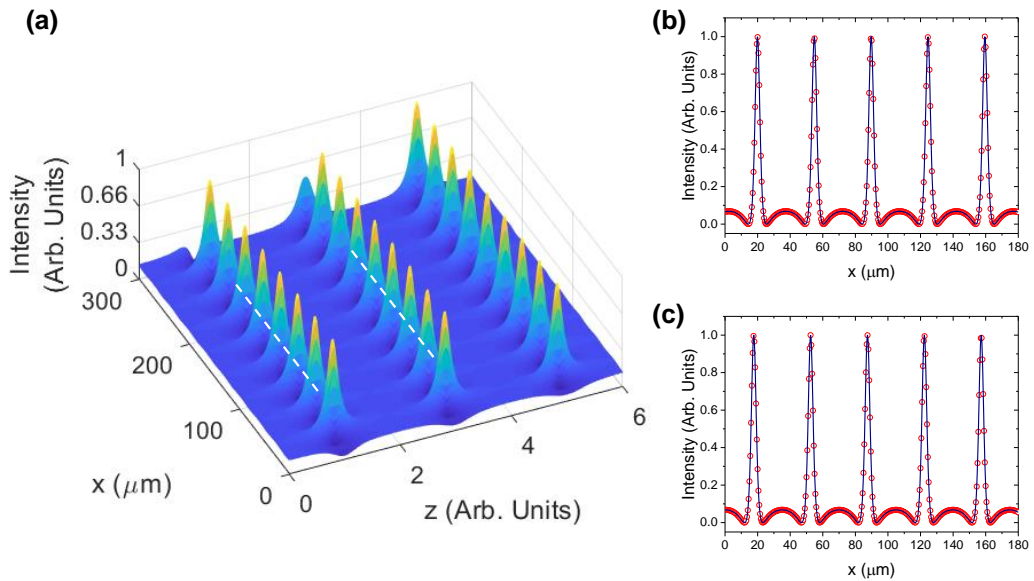 (a)
Intensity
(Arb. Units)
1
0.66
0.33
0
300
200
100
0
x (μm)
0
2
4
6
z (Arb. Units)
(b)
Intensity (Arb. Units)
1.0
0.8
0.6
0.4
0.2
0.0
0 20 40 60 80 100 120 140 160 180
x (μm)
(c)
Intensity (Arb. Units)
1.0
0.8
0.6
0.4
0.2
0.0
0 20 40 60 80 100 120 140 160 180
x (μm)